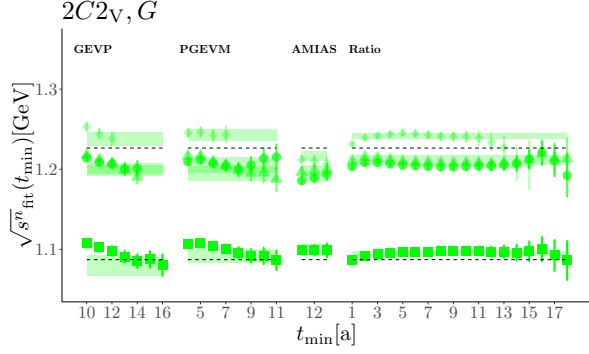 2C2_V, G
GEVP PGEVM AMIAS Ratio
1.3
1.2
1.1
√s^n_fit(t_min)[GeV]
10 12 14 16 5 7 9 11 12 1 3 5 7 9 11 13 15 17
t_min[a]